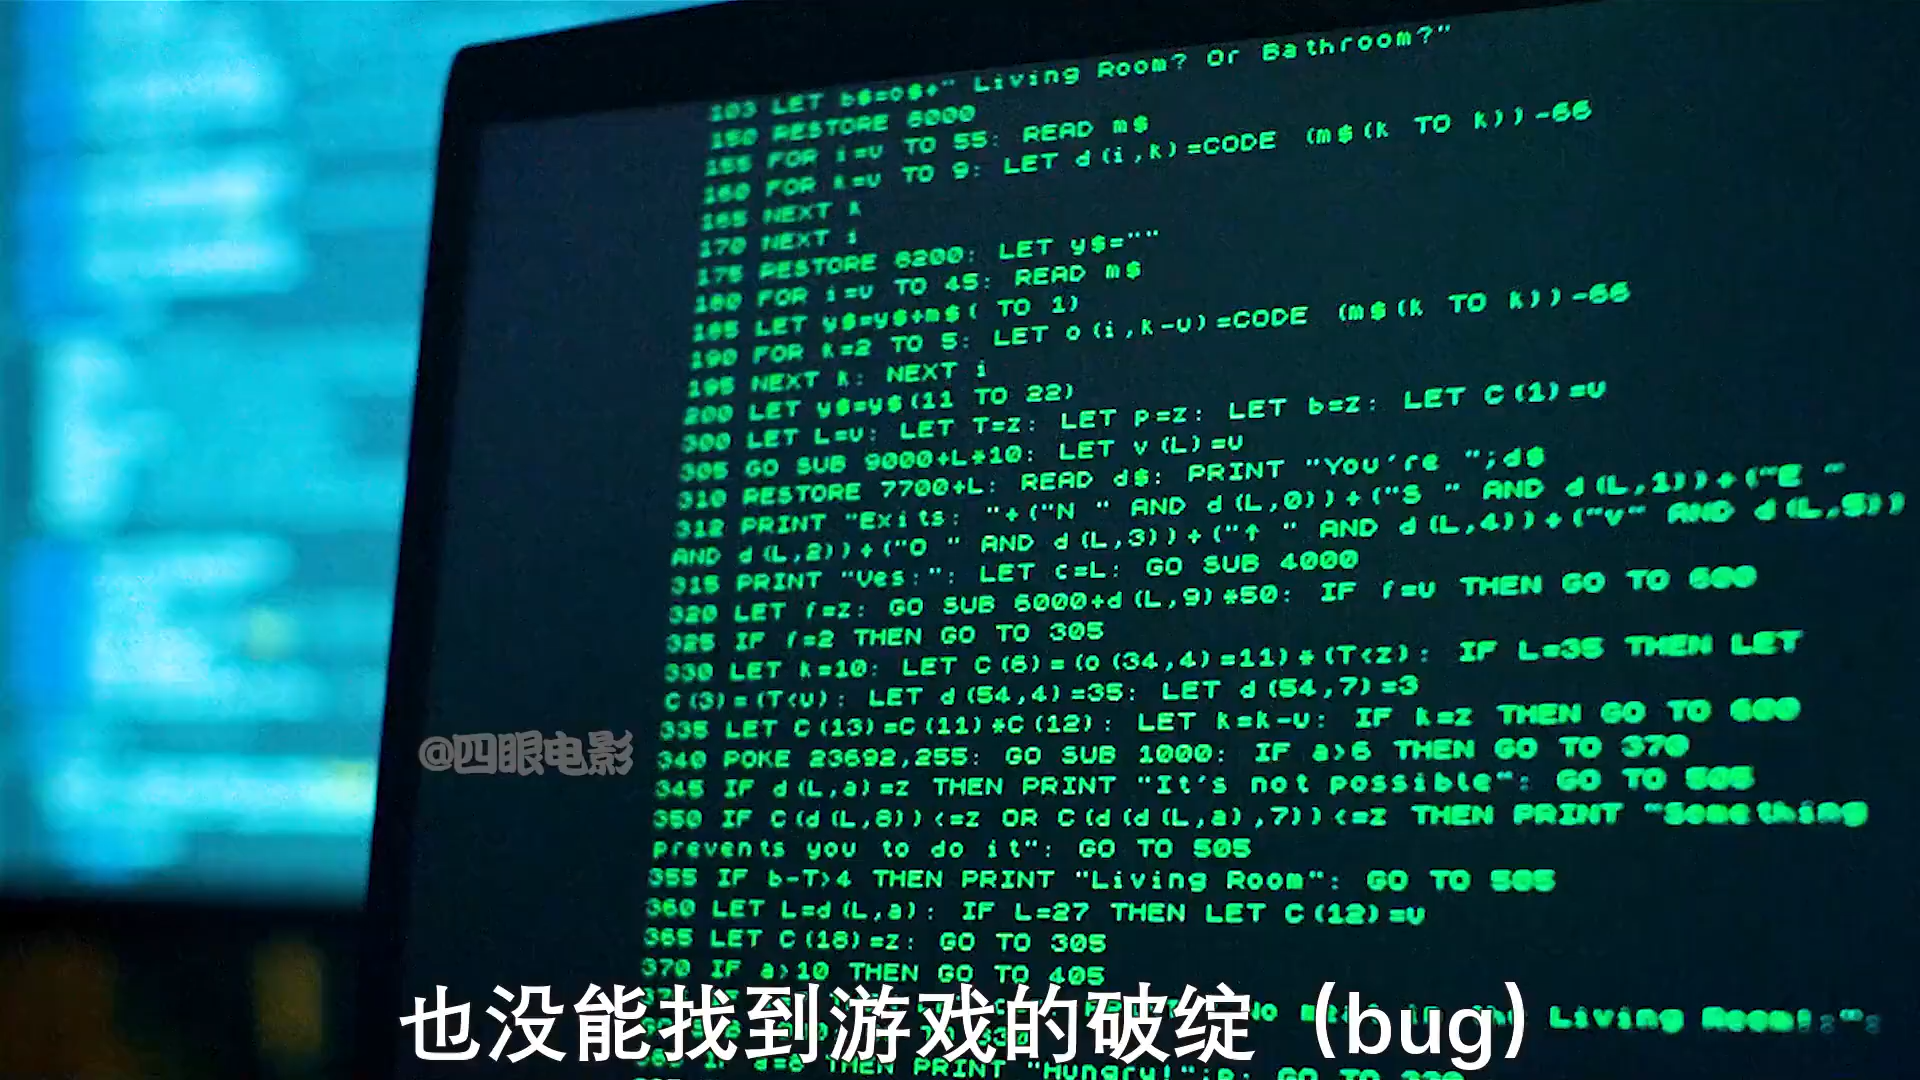 103 LET b$=o$+" Living Room? Or Bathroom?"
150 RESTORE 6000
155 FOR i=U TO 55: READ m$
160 FOR k=U TO 9: LET d(i,k)=CODE (m$(k TO k))-66
165 NEXT k
170 NEXT i
175 RESTORE 6200: LET y$=""
180 FOR i=U TO 45: READ m$
185 LET y$=y$+m$( TO 1)
190 FOR k=2 TO 5: LET o(i,k-U)=CODE (m$(k TO k))-66
195 NEXT k: NEXT i
200 LET y$=y$(11 TO 22)
300 LET L=U: LET T=Z: LET P=Z: LET b=Z: LET C(1)=U
305 GO SUB 9000+L*10: LET v(L)=U
310 RESTORE 7700+L: READ d$: PRINT "You're ";d$
312 PRINT "Exits: "+("N " AND d(L,0))+("S " AND d(L,1))+("E "
AND d(L,2))+("O " AND d(L,3))+("↑ " AND d(L,4))+("v" AND d(L,5))
315 PRINT "Ves:": LET c=L: GO SUB 4000
320 LET f=z: GO SUB 6000+d(L,9)*50: IF f=U THEN GO TO 600
325 IF f=2 THEN GO TO 305
330 LET k=10: LET C(6)=(o(34,4)=11)*(T<Z): IF L=35 THEN LET
C(3)=(T<U): LET d(54,4)=35: LET d(54,7)=3
335 LET C(13)=C(11)*C(12): LET k=k-U: IF k=Z THEN GO TO 600
340 POKE 23692,255: GO SUB 1000: IF a>6 THEN GO TO 370
345 IF d(L,a)=z THEN PRINT "It's not possible": GO TO 505
350 IF C(d(L,8))<=z OR C(d(d(L,a),7))<=z THEN PRINT "Something
prevents you to do it": GO TO 505
355 IF b-T>4 THEN PRINT "Living Room": GO TO 505
360 LET L=d(L,a): IF L=27 THEN LET C(12)=U
365 LET C(18)=Z: GO TO 305
370 IF a>10 THEN GO TO 405
Living Room!
THEN PRINT "Hungry!"
@四眼电影
也没能找到游戏的破绽（bug）